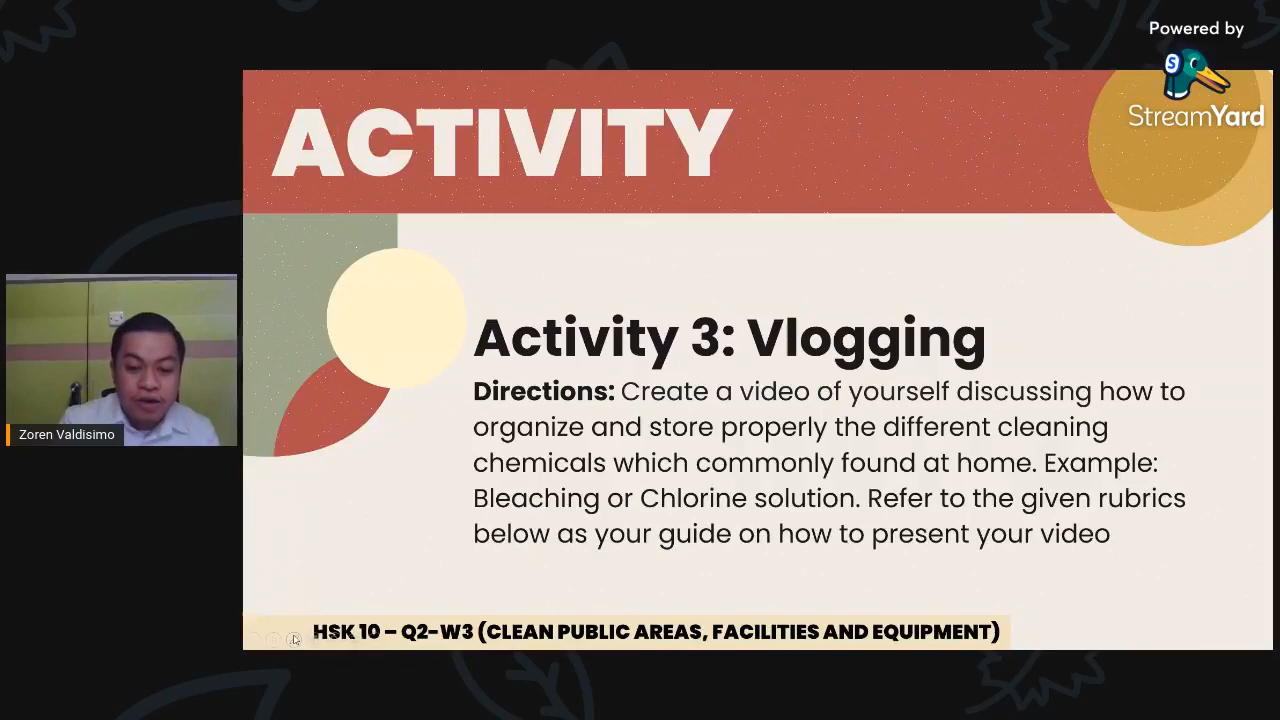 Powered by
StreamYard
ACTIVITY
Activity 3: Vlogging
Directions: Create a video of yourself discussing how to
organize and store properly the different cleaning
chemicals which commonly found at home. Example:
Bleaching or Chlorine solution. Refer to the given rubrics
below as your guide on how to present your video
Zoren Valdisimo
HSK 10 – Q2-W3 (CLEAN PUBLIC AREAS, FACILITIES AND EQUIPMENT)